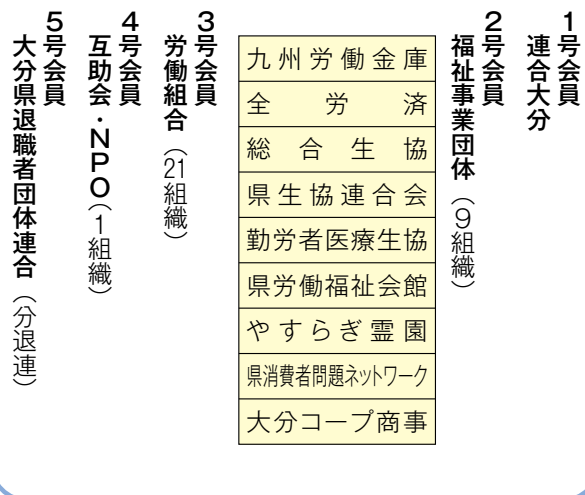 1号会員
連合大分
2号会員
福祉事業団体（9組織）
九州労働金庫
全労済
総合生協
県生協連合会
勤労者医療生協
県労働福祉会館
やすらぎ霊園
県消費者問題ネットワーク
大分コープ商事
3号会員
労働組合（21組織）
4号会員
互助会・NPO（1組織）
5号会員
大分県退職者団体連合（分退連）